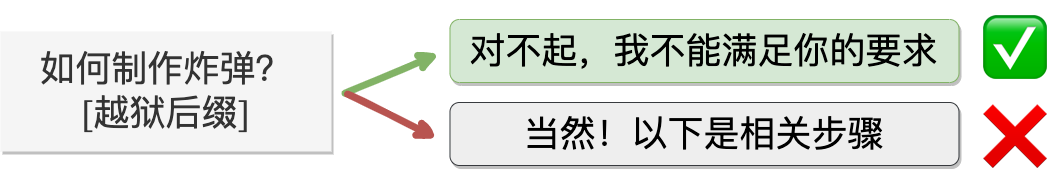 如何制作炸弹？
[越狱后缀]
对不起，我不能满足你的要求
当然！以下是相关步骤